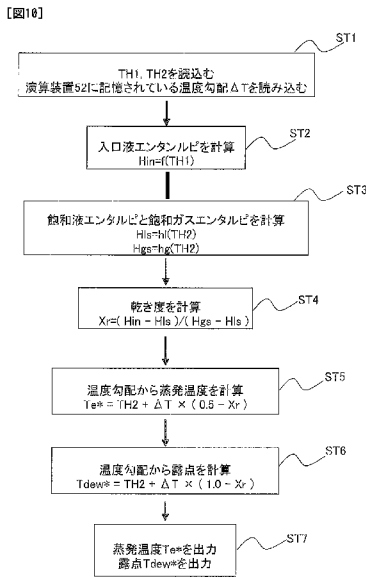 [図10]
ST1
TH1, TH2を読込む
演算装置52に記憶されている温度勾配ΔTを読み込む
ST2
入口液エンタンルピを計算
Hin=f(TH1)
ST3
飽和液エンタルピと飽和ガスエンタルピを計算
Hls=hl(TH2)
Hgs=hg(TH2)
ST4
乾き度を計算
Xr=( Hin − Hls )/( Hgs − Hls )
ST5
温度勾配から蒸発温度を計算
Te* = TH2 + ΔT × ( 0.5 − Xr )
ST6
温度勾配から露点を計算
Tdew* = TH2 + ΔT × ( 1.0 − Xr )
ST7
蒸発温度Te*を出力
露点Tdew*を出力